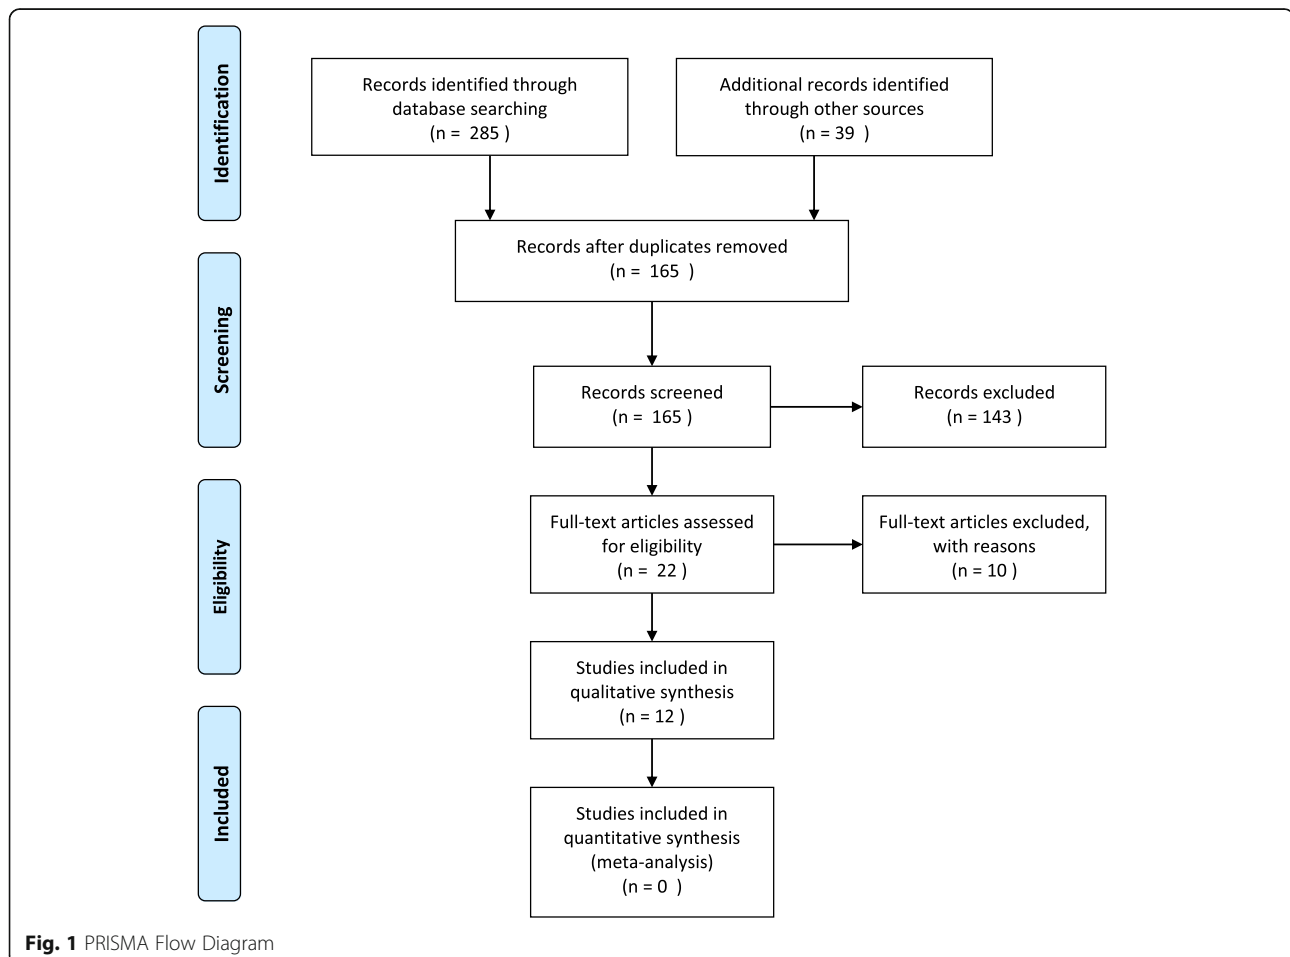 Identification
Records identified through
database searching
(n =  285 )
Additional records identified
through other sources
(n = 39  )
Records after duplicates removed
(n =  165  )
Screening
Records screened
(n =  165 )
Records excluded
(n = 143 )
Eligibility
Full-text articles assessed
for eligibility
(n =  22 )
Full-text articles excluded,
with reasons
(n = 10 )
Studies included in
qualitative synthesis
(n = 12 )
Included
Studies included in
quantitative synthesis
(meta-analysis)
(n = 0  )
Fig. 1 PRISMA Flow Diagram